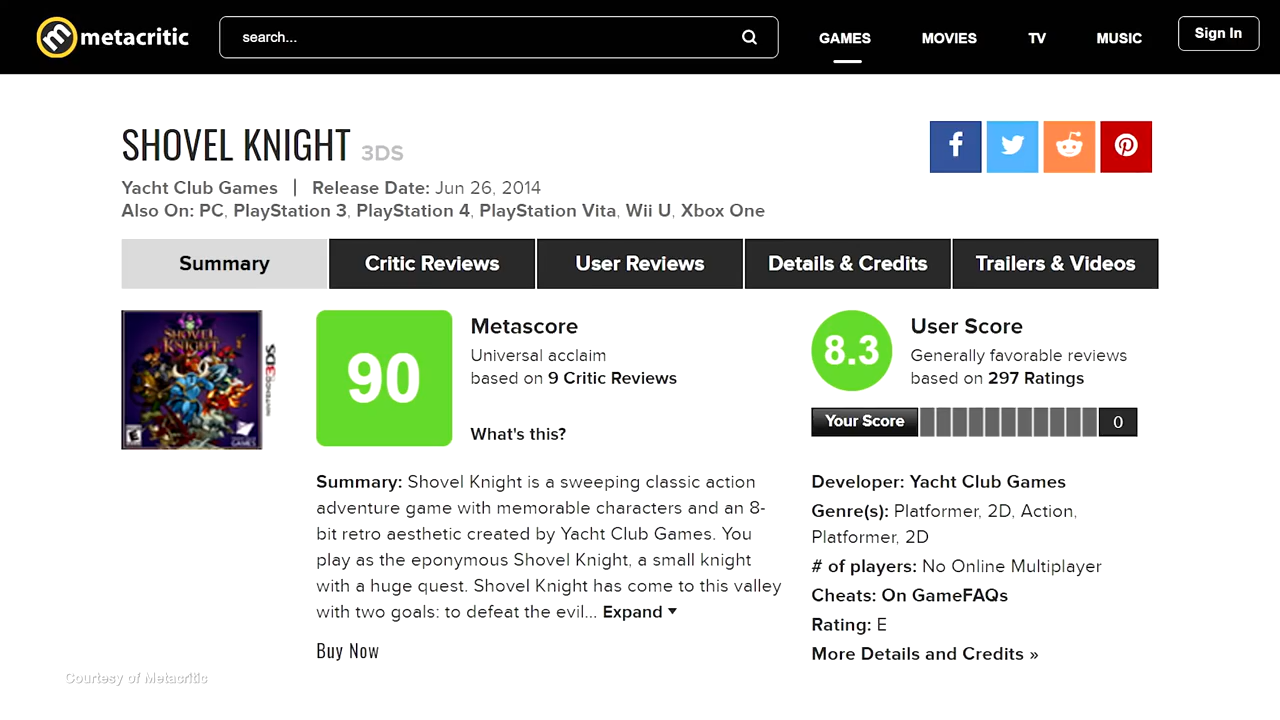 metacritic
search...
GAMES
MOVIES
TV
MUSIC
Sign In
SHOVEL KNIGHT 3DS
Yacht Club Games | Release Date: Jun 26, 2014
Also On: PC, PlayStation 3, PlayStation 4, PlayStation Vita, Wii U, Xbox One
Summary
Critic Reviews
User Reviews
Details & Credits
Trailers & Videos
SHOVEL
KNIGHT
NINTENDO 3DS
E
90
Metascore
Universal acclaim
based on 9 Critic Reviews
What's this?
Summary: Shovel Knight is a sweeping classic action
adventure game with memorable characters and an 8-
bit retro aesthetic created by Yacht Club Games. You
play as the eponymous Shovel Knight, a small knight
with a huge quest. Shovel Knight has come to this valley
with two goals: to defeat the evil... Expand
Buy Now
8.3
User Score
Generally favorable reviews
based on 297 Ratings
Your Score
0
Developer: Yacht Club Games
Genre(s): Platformer, 2D, Action,
Platformer, 2D
# of players: No Online Multiplayer
Cheats: On GameFAQs
Rating: E
More Details and Credits »
Courtesy of Metacritic